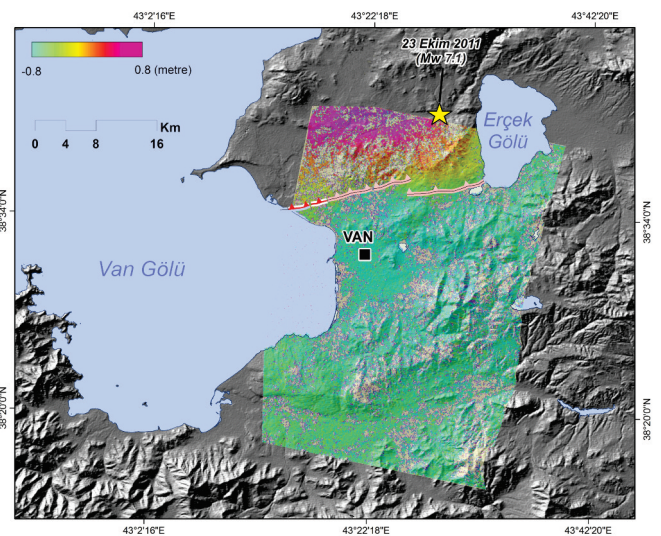 43°2'16"E 43°22'18"E 43°42'20"E
23 Ekim 2011
(Mw 7.1)
-0.8 0.8 (metre)
Km
0 4 8 16
Erçek
Gölü
38°34'0"N 38°34'0"N
VAN
Van Gölü
38°20'0"N 38°20'0"N
43°2'16"E 43°22'18"E 43°42'20"E